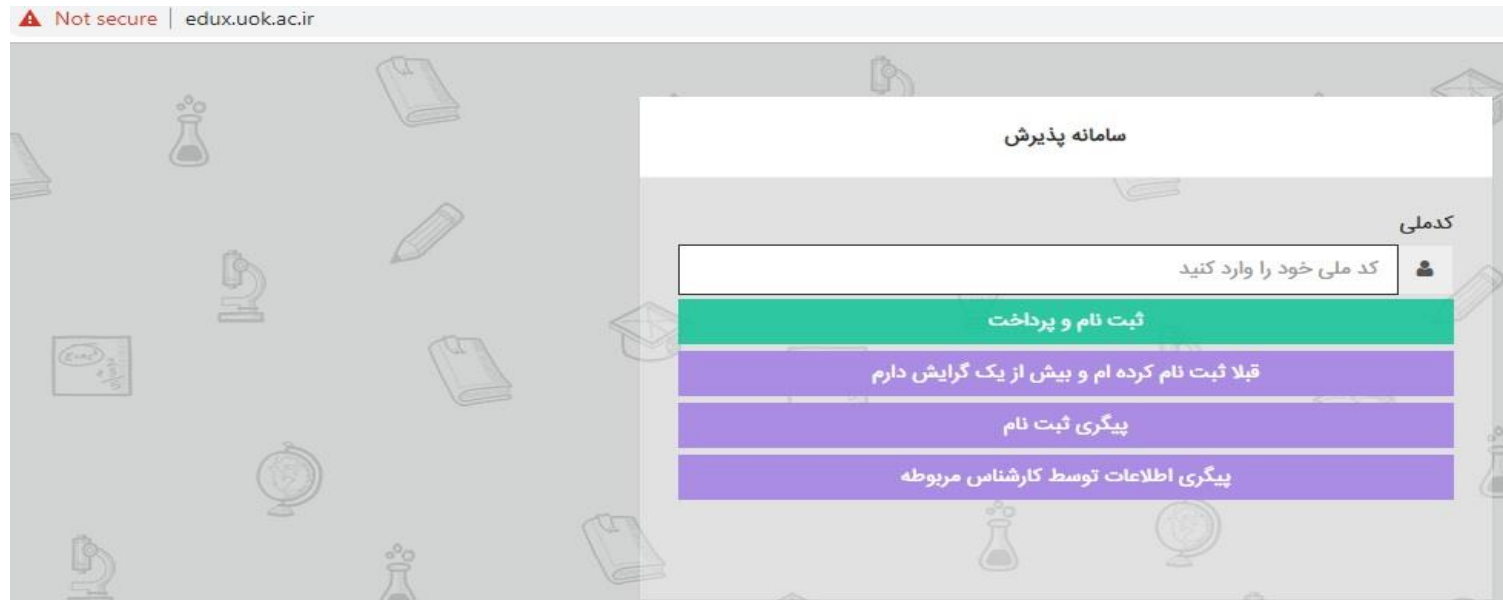 Not secure | edux.uok.ac.ir
سامانه پذیرش
کدملی
کد ملی خود را وارد کنید
ثبت نام و پرداخت
قبلا ثبت نام کرده ام و بیش از یک گرایش دارم
پیگری ثبت نام
پیگری اطلاعات توسط کارشناس مربوطه